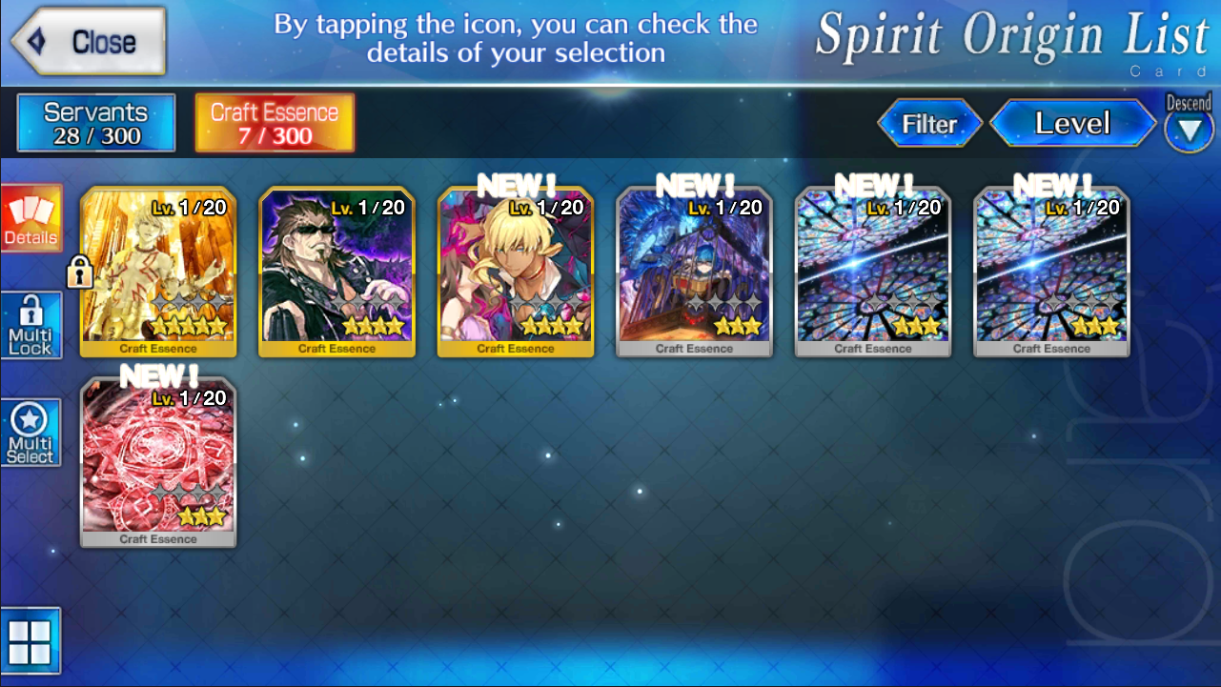 Close
By tapping the icon, you can check the
details of your selection
Spirit Origin List
Card
Servants
28 / 300
Craft Essence
7 / 300
Filter
Level
Descend
Details
Multi
Lock
Multi
Select
Lv. 1/20
Craft Essence
Lv. 1/20
Craft Essence
NEW!
Lv. 1/20
Craft Essence
NEW!
Lv. 1/20
Craft Essence
NEW!
Lv. 1/20
Craft Essence
NEW!
Lv. 1/20
Craft Essence
NEW!
Lv. 1/20
Craft Essence